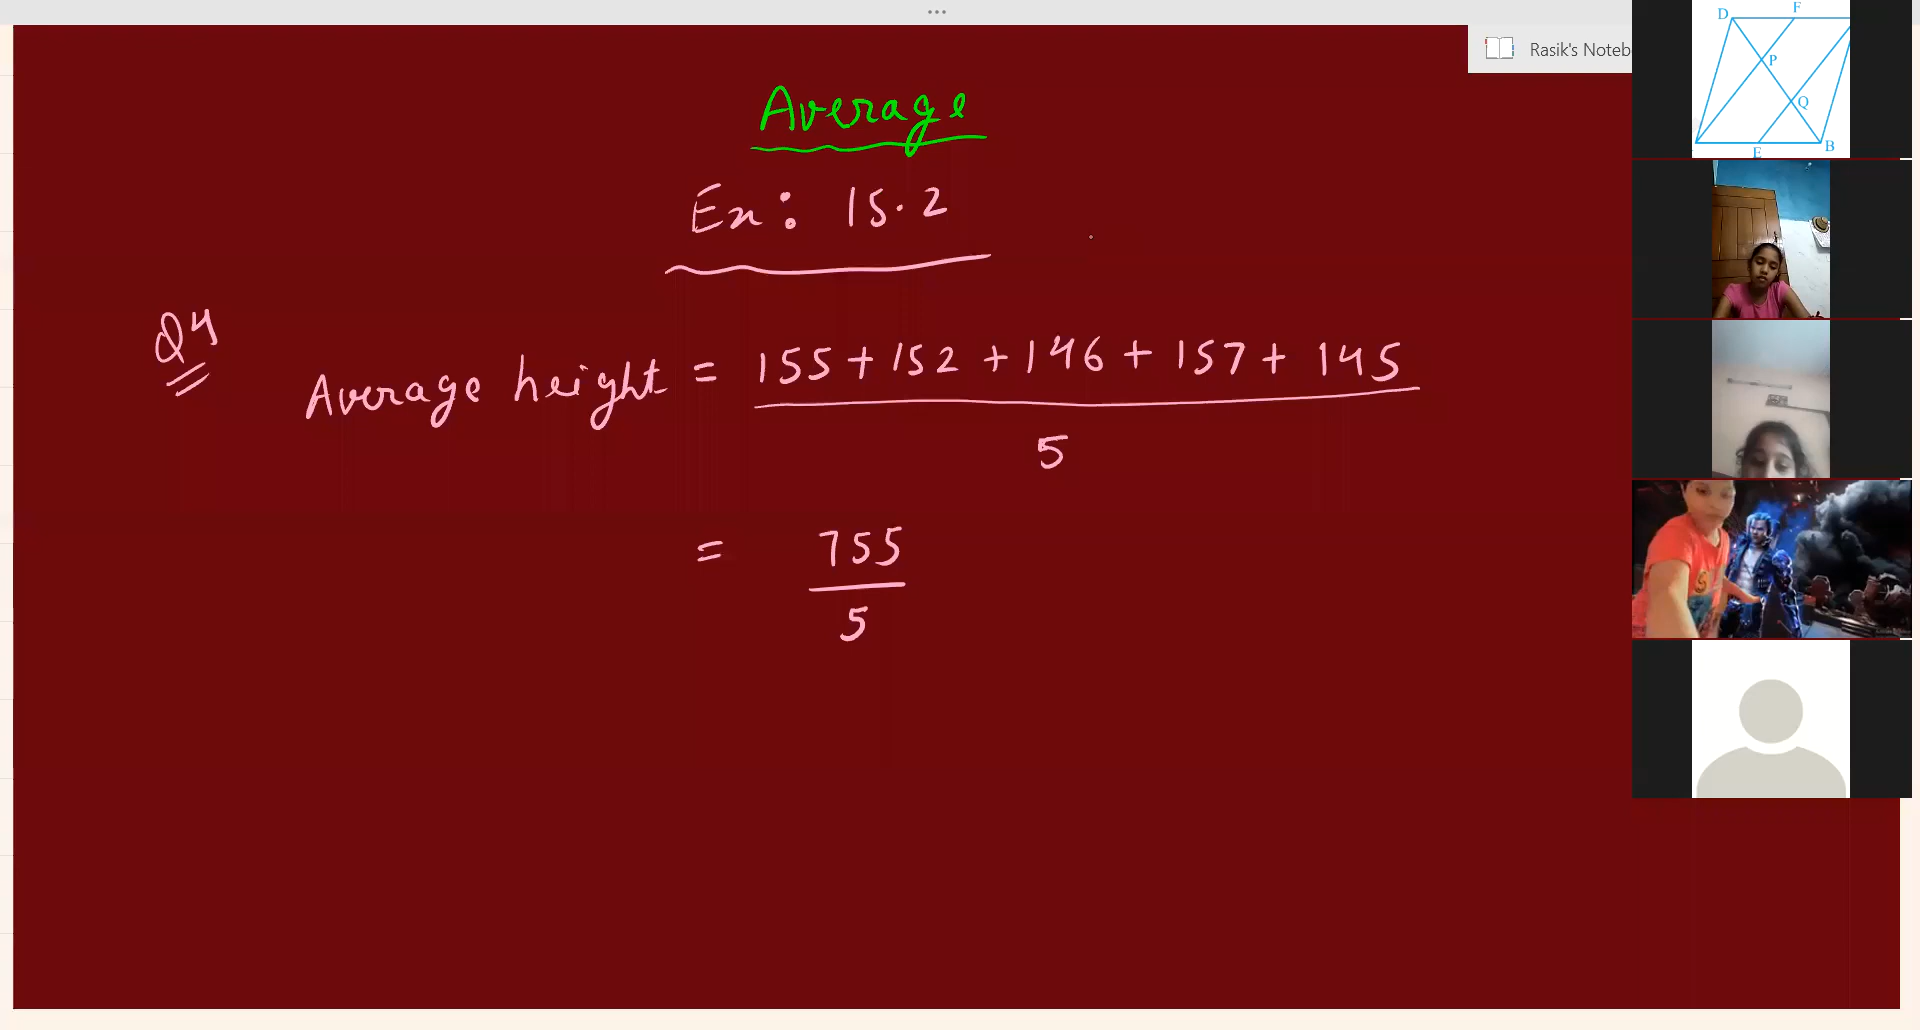 Rasik's Noteb
Average
Ex: 15.2
Q4
Average height = 155 + 152 + 146 + 157 + 145
5
= 755
5
D F
P
Q
E B